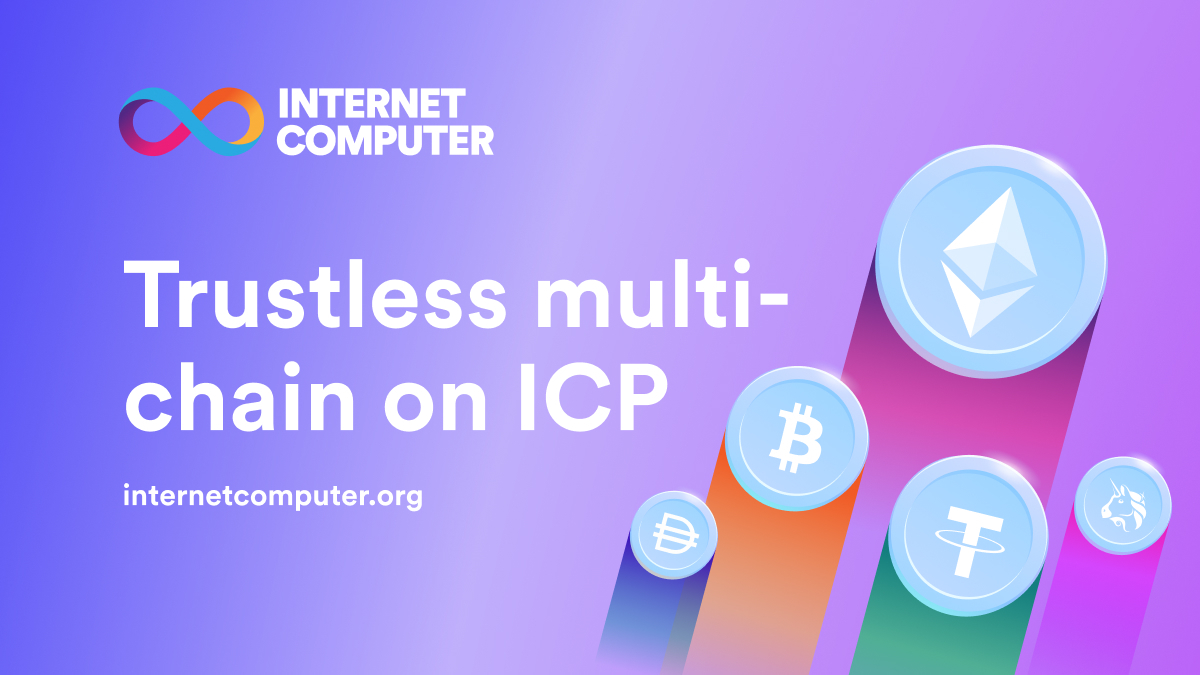 INTERNET
COMPUTER
Trustless multi-
chain on ICP
internetcomputer.org